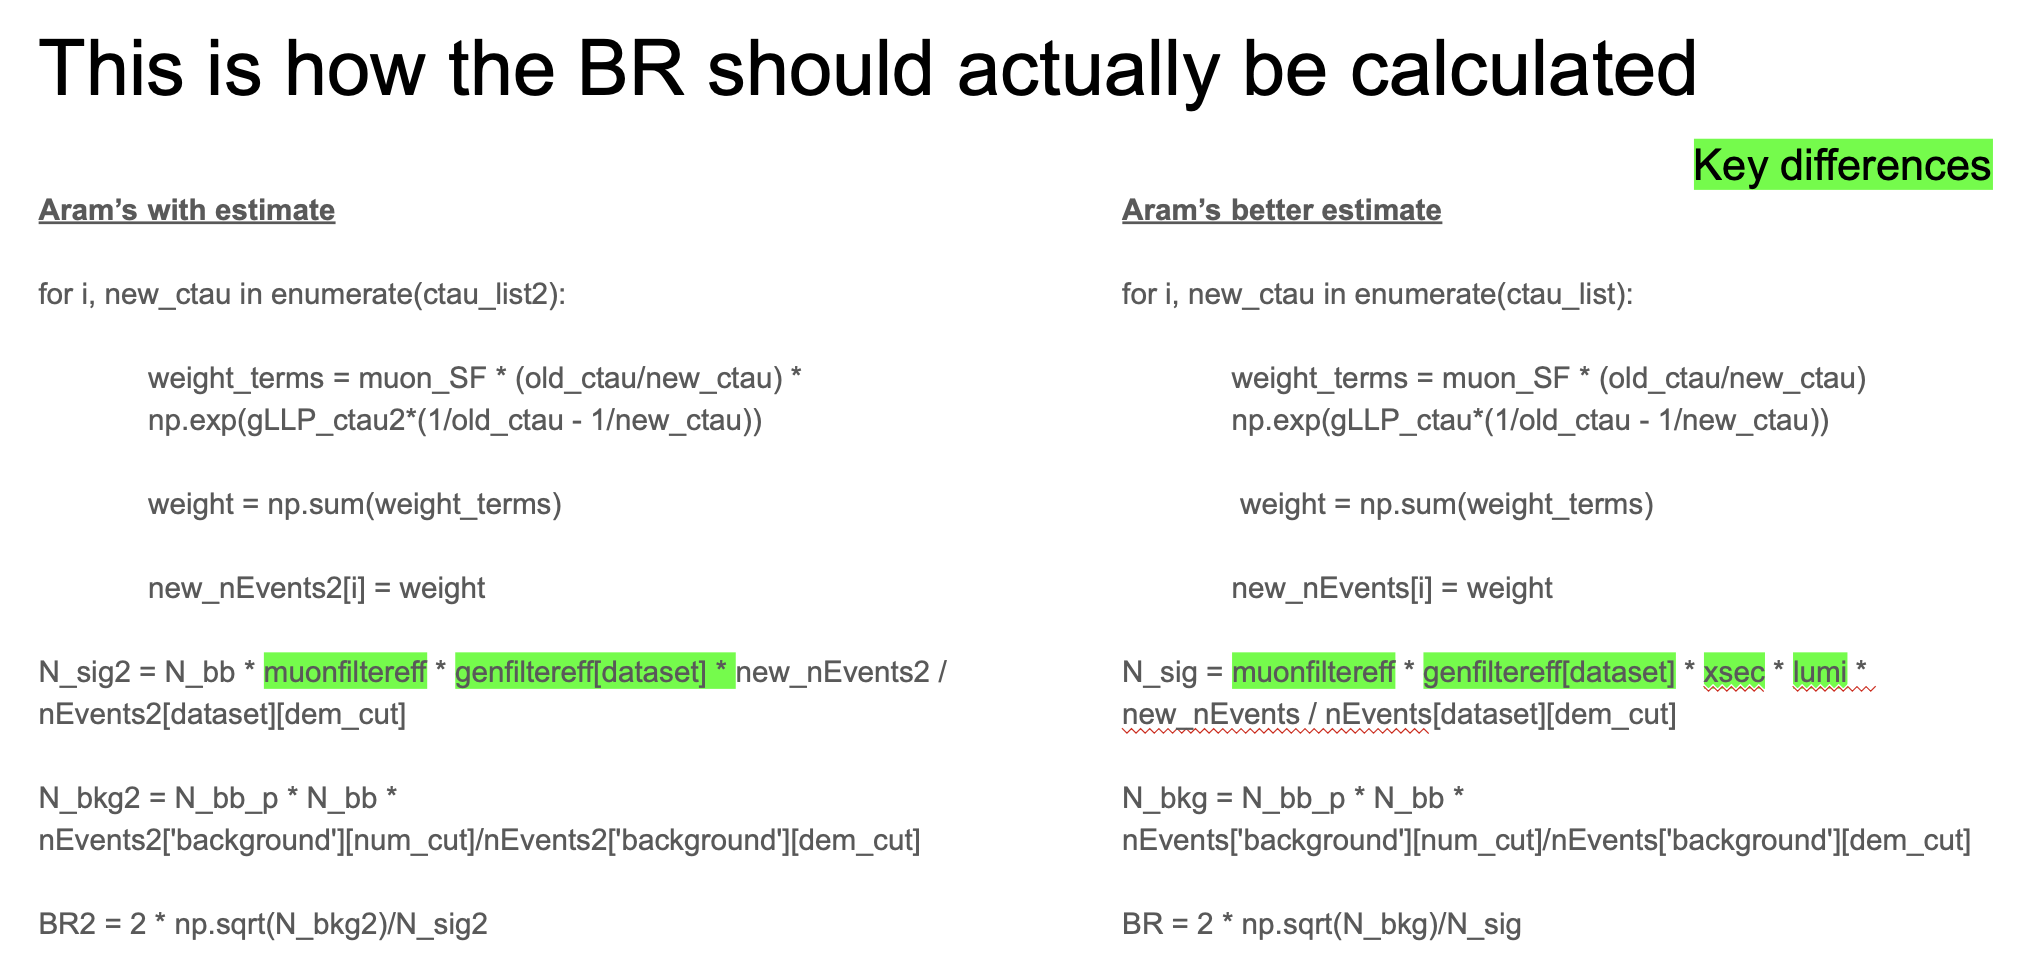 This is how the BR should actually be calculated
Key differences
Aram’s with estimate
for i, new_ctau in enumerate(ctau_list2):
weight_terms = muon_SF * (old_ctau/new_ctau) *
np.exp(gLLP_ctau2*(1/old_ctau - 1/new_ctau))
weight = np.sum(weight_terms)
new_nEvents2[i] = weight
N_sig2 = N_bb * muonfiltereff * genfiltereff[dataset] * new_nEvents2 /
nEvents2[dataset][dem_cut]
N_bkg2 = N_bb_p * N_bb *
nEvents2['background'][num_cut]/nEvents2['background'][dem_cut]
BR2 = 2 * np.sqrt(N_bkg2)/N_sig2
Aram’s better estimate
for i, new_ctau in enumerate(ctau_list):
weight_terms = muon_SF * (old_ctau/new_ctau)
np.exp(gLLP_ctau*(1/old_ctau - 1/new_ctau))
weight = np.sum(weight_terms)
new_nEvents[i] = weight
N_sig = muonfiltereff * genfiltereff[dataset] * xsec * lumi *
new_nEvents / nEvents[dataset][dem_cut]
N_bkg = N_bb_p * N_bb *
nEvents['background'][num_cut]/nEvents['background'][dem_cut]
BR = 2 * np.sqrt(N_bkg)/N_sig